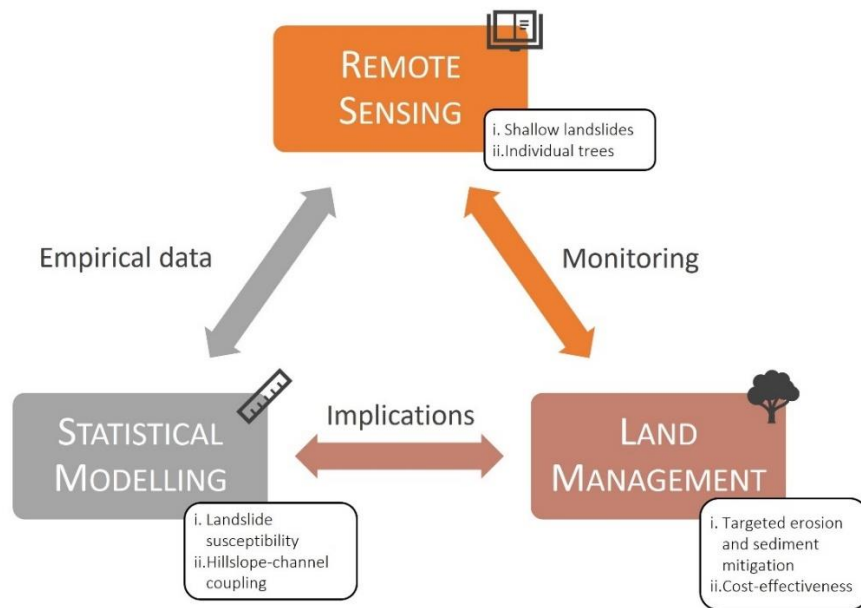 REMOTE
SENSING
i. Shallow landslides
ii.Individual trees
Empirical data
Monitoring
STATISTICAL
MODELLING
Implications
LAND
MANAGEMENT
i. Landslide
susceptibility
ii.Hillslope-channel
coupling
i. Targeted erosion
and sediment
mitigation
ii.Cost-effectiveness